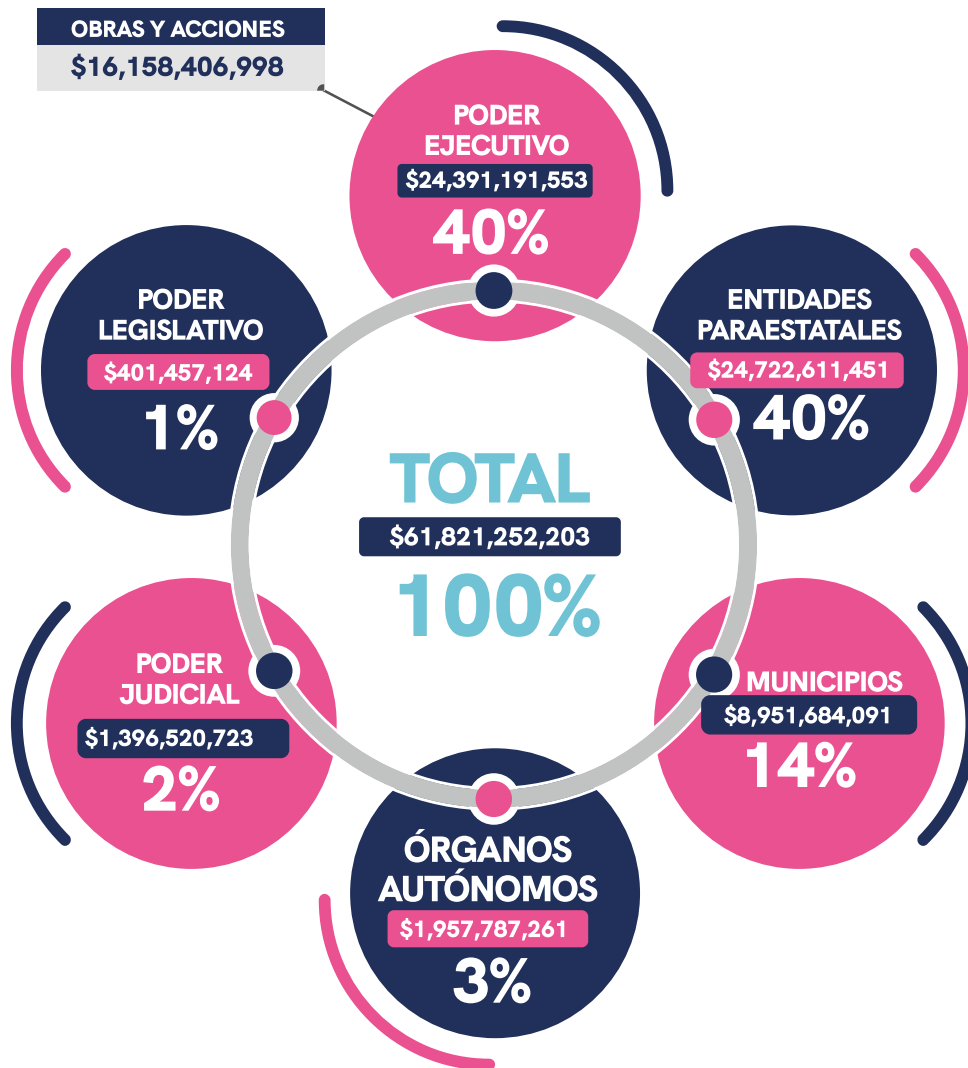 OBRAS Y ACCIONES
$16,158,406,998
PODER
EJECUTIVO
$24,391,191,553
40%
PODER
LEGISLATIVO
$401,457,124
1%
ENTIDADES
PARAESTATALES
$24,722,611,451
40%
TOTAL
$61,821,252,203
100%
PODER
JUDICIAL
$1,396,520,723
2%
MUNICIPIOS
$8,951,684,091
14%
ÓRGANOS
AUTÓNOMOS
$1,957,787,261
3%